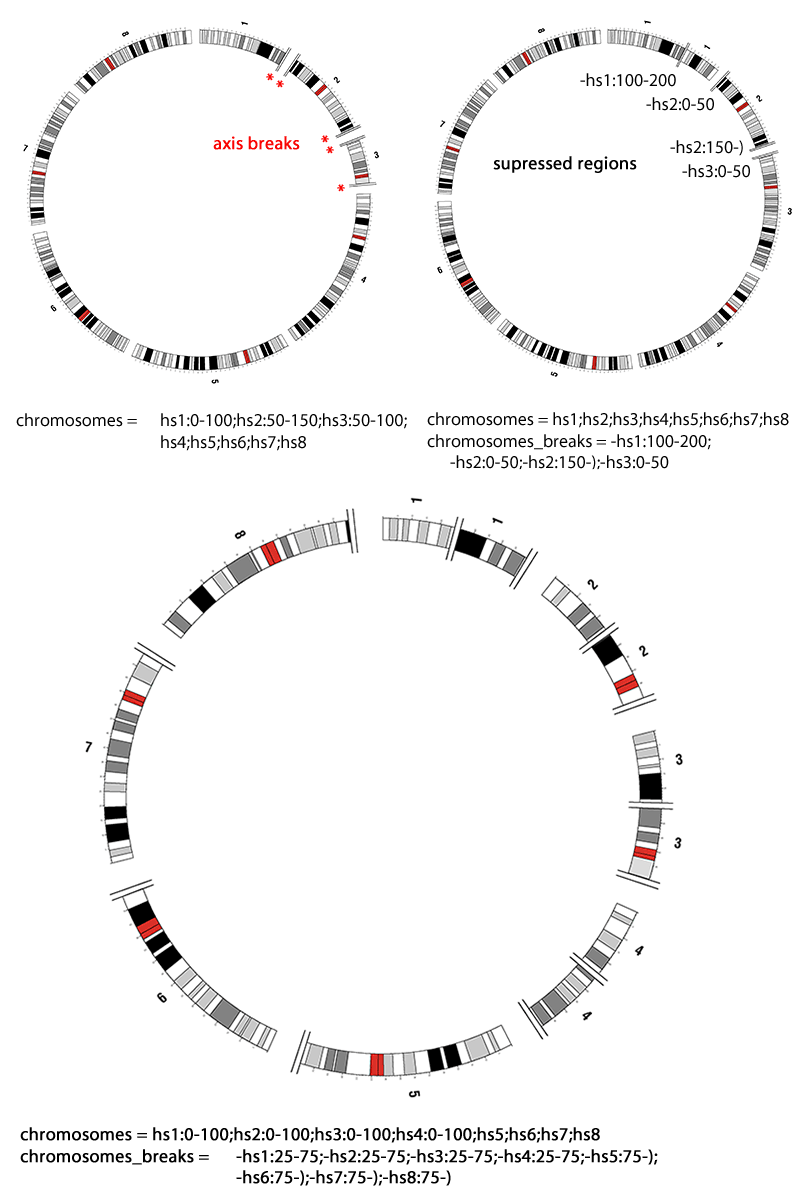 1
2
3
4
5
6
7
8
axis breaks
* *
* *
*
1
1
2
3
4
5
6
7
8
-hs1:100-200
-hs2:0-50
-hs2:150-)
-hs3:0-50
supressed regions
chromosomes = hs1:0-100;hs2:50-150;hs3:50-100;
hs4;hs5;hs6;hs7;hs8
chromosomes = hs1;hs2;hs3;hs4;hs5;hs6;hs7;hs8
chromosomes_breaks = -hs1:100-200;
-hs2:0-50;-hs2:150-);-hs3:0-50
1
1
2
2
3
3
4
4
5
6
7
8
chromosomes = hs1:0-100;hs2:0-100;hs3:0-100;hs4:0-100;hs5;hs6;hs7;hs8
chromosomes_breaks = -hs1:25-75;-hs2:25-75;-hs3:25-75;-hs4:25-75;-hs5:75-);
-hs6:75-);-hs7:75-);-hs8:75-)